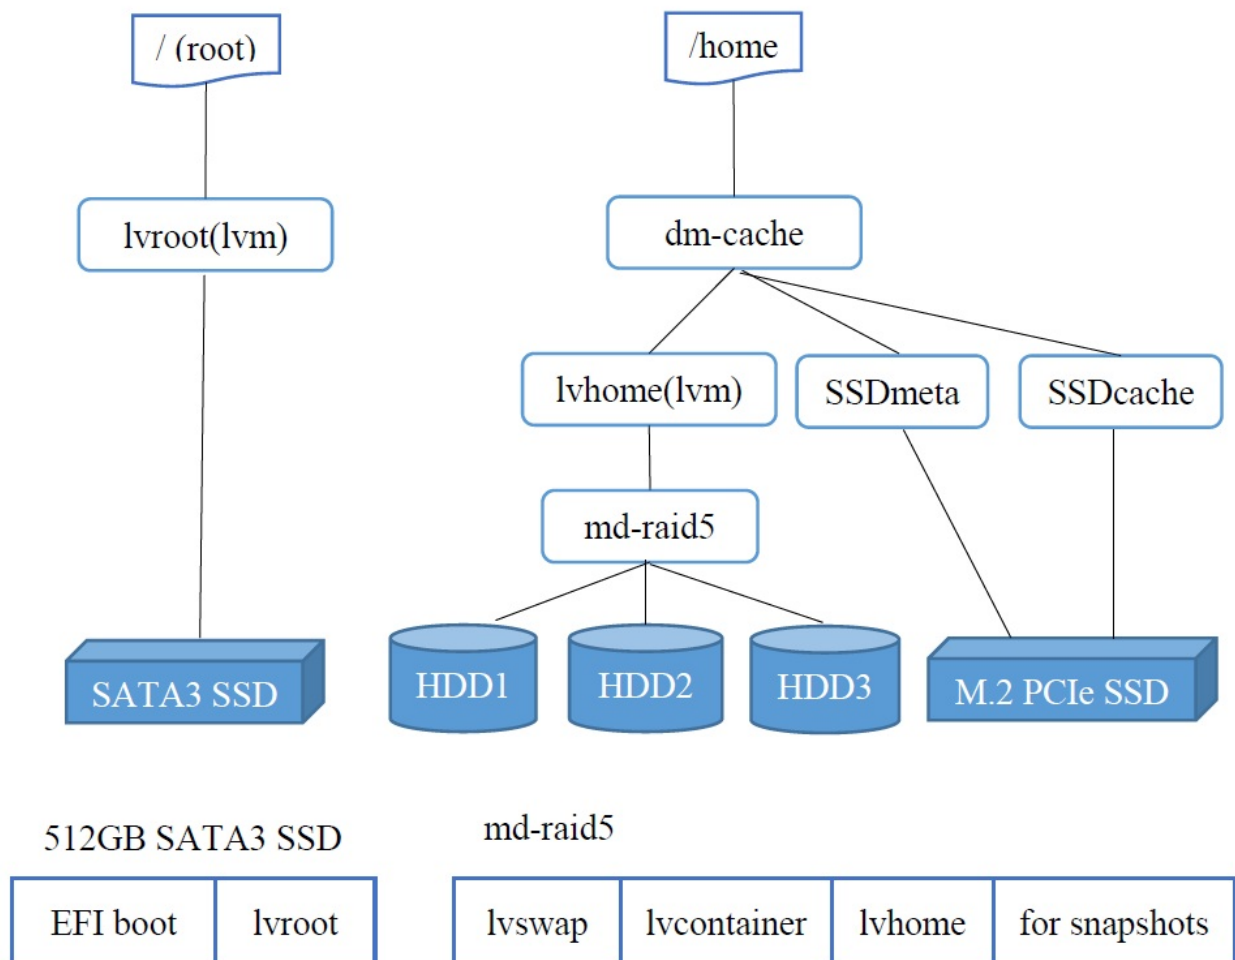 / (root)
/home
lvroot(lvm)
dm-cache
lvhome(lvm)
SSDmeta
SSDcache
md-raid5
SATA3 SSD
HDD1
HDD2
HDD3
M.2 PCIe SSD
512GB SATA3 SSD
md-raid5
EFI boot
lvroot
lvswap
lvcontainer
lvhome
for snapshots